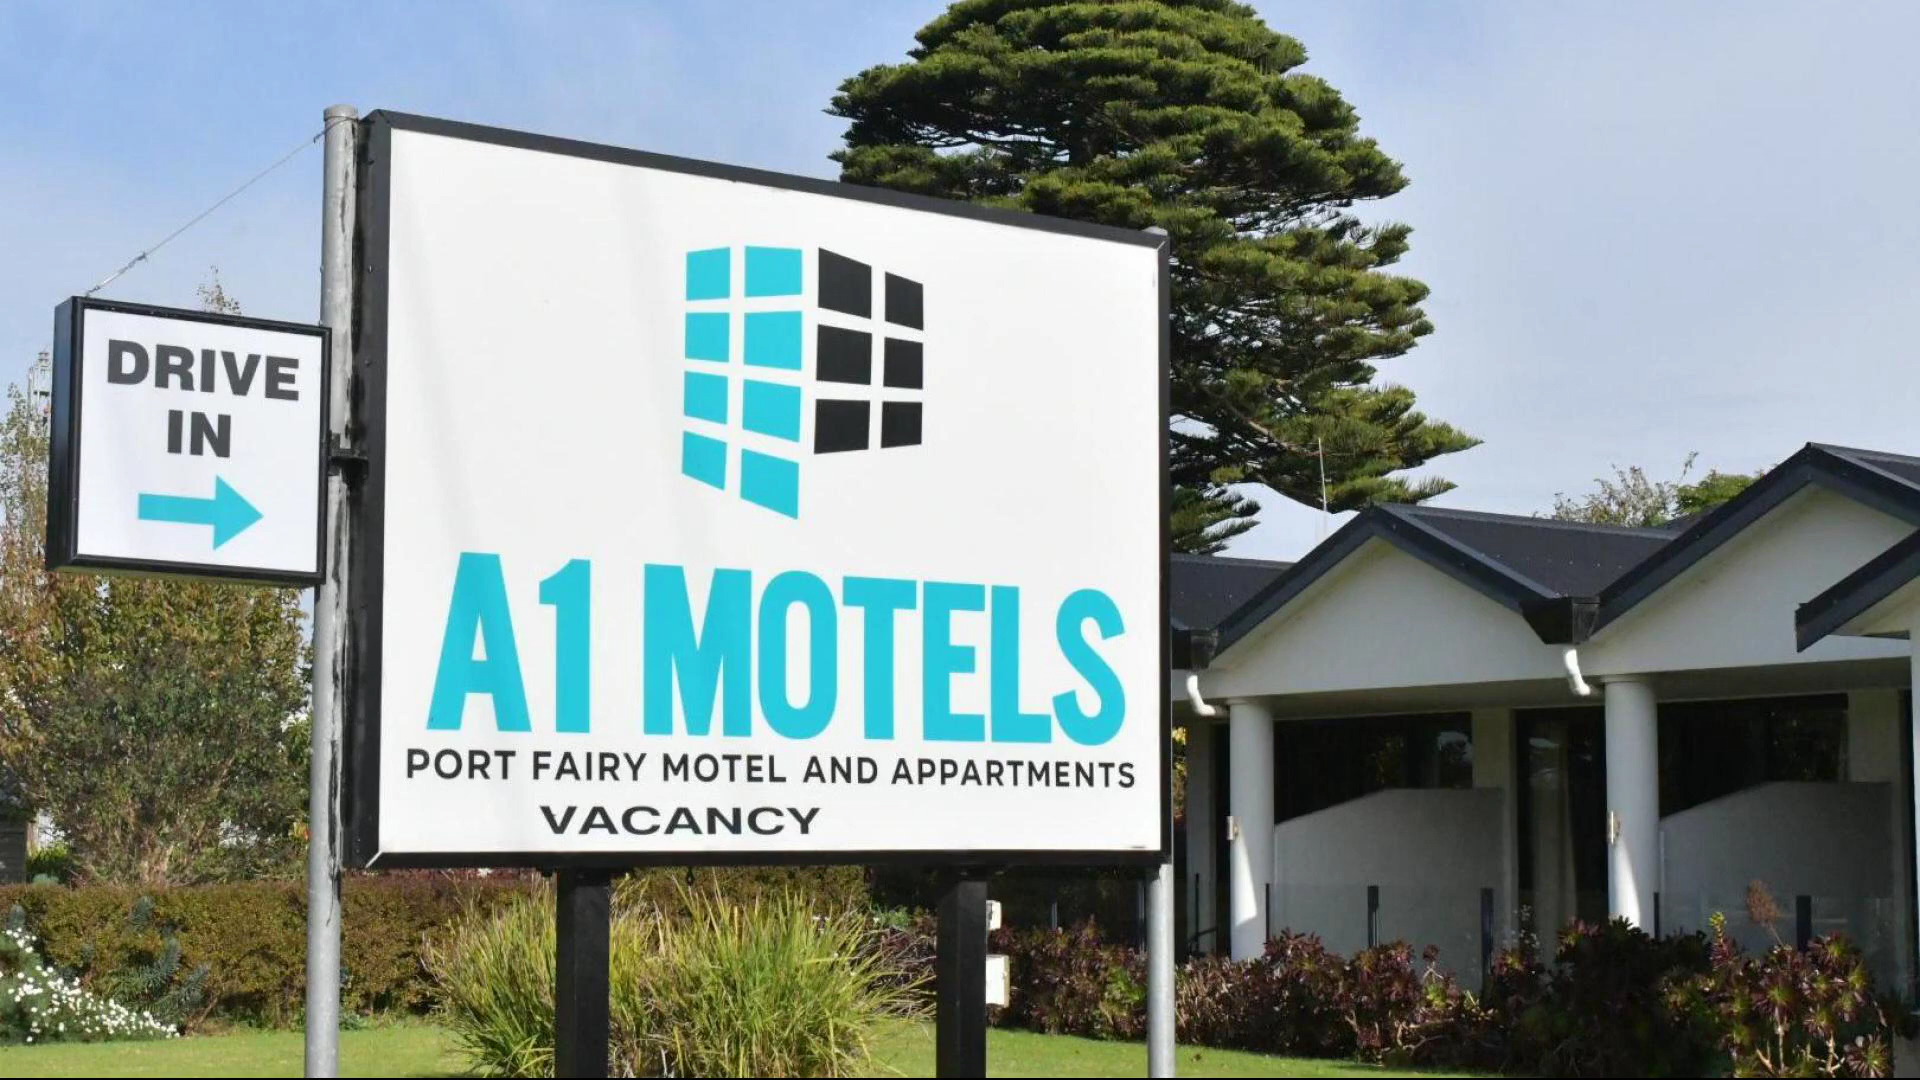 DRIVE
IN
A1 MOTELS
PORT FAIRY MOTEL AND APPARTMENTS
VACANCY